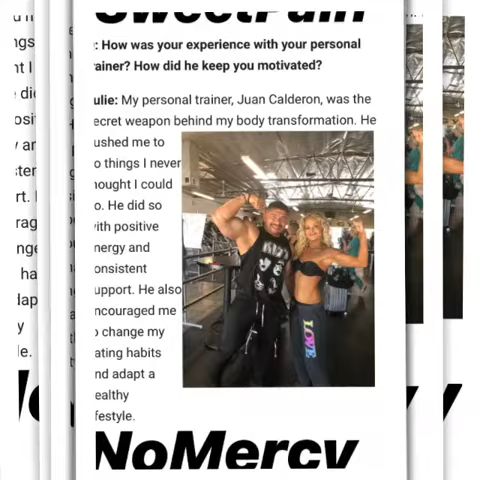 SweetPain
: How was your experience with your personal
rainer? How did he keep you motivated?
ulie: My personal trainer, Juan Calderon, was the
ecret weapon behind my body transformation. He
ushed me to
o things I never
hought I could
o. He did so
ith positive
nergy and
onsistent
upport. He also
ncouraged me
o change my
ating habits
nd adapt a
ealthy
festyle.
KISS
LOVE
NoMercy